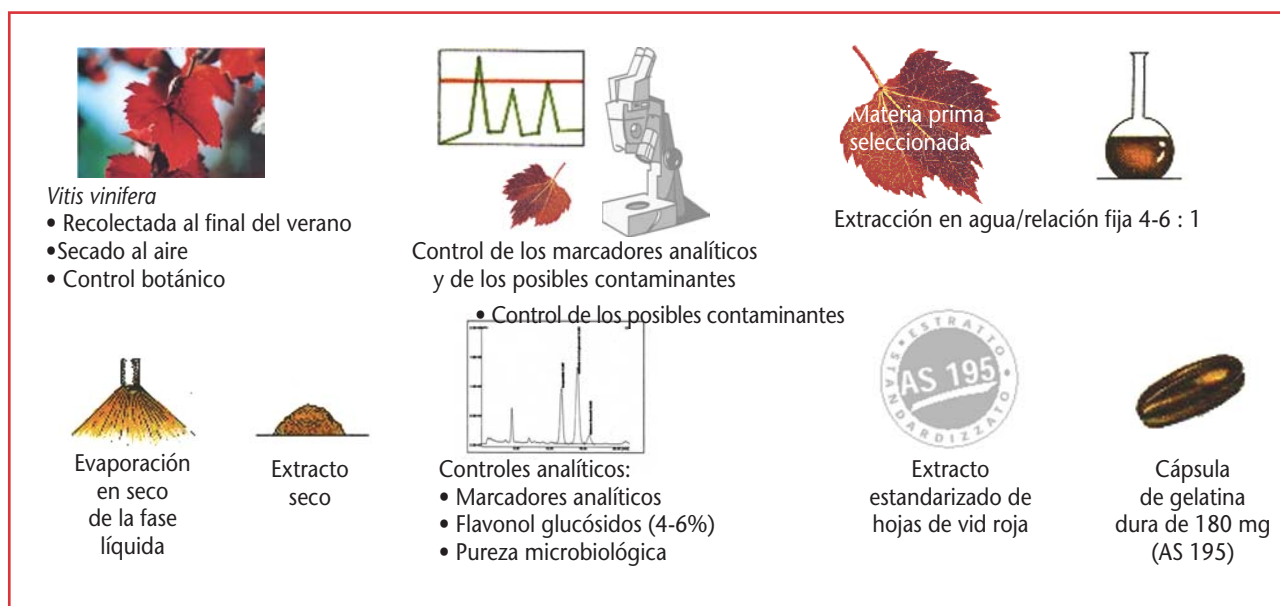 Vitis vinifera
• Recolectada al final del verano
•Secado al aire
• Control botánico
Control de los marcadores analíticos
y de los posibles contaminantes
Materia prima
seleccionada
Extracción en agua/relación fija 4-6 : 1
• Control de los posibles contaminantes
Evaporación
en seco
de la fase
líquida
Extracto
seco
Controles analíticos:
• Marcadores analíticos
• Flavonol glucósidos (4-6%)
• Pureza microbiológica
ESTRATTO
AS 195
STANDARDIZZATO
Extracto
estandarizado de
hojas de vid roja
Cápsula
de gelatina
dura de 180 mg
(AS 195)